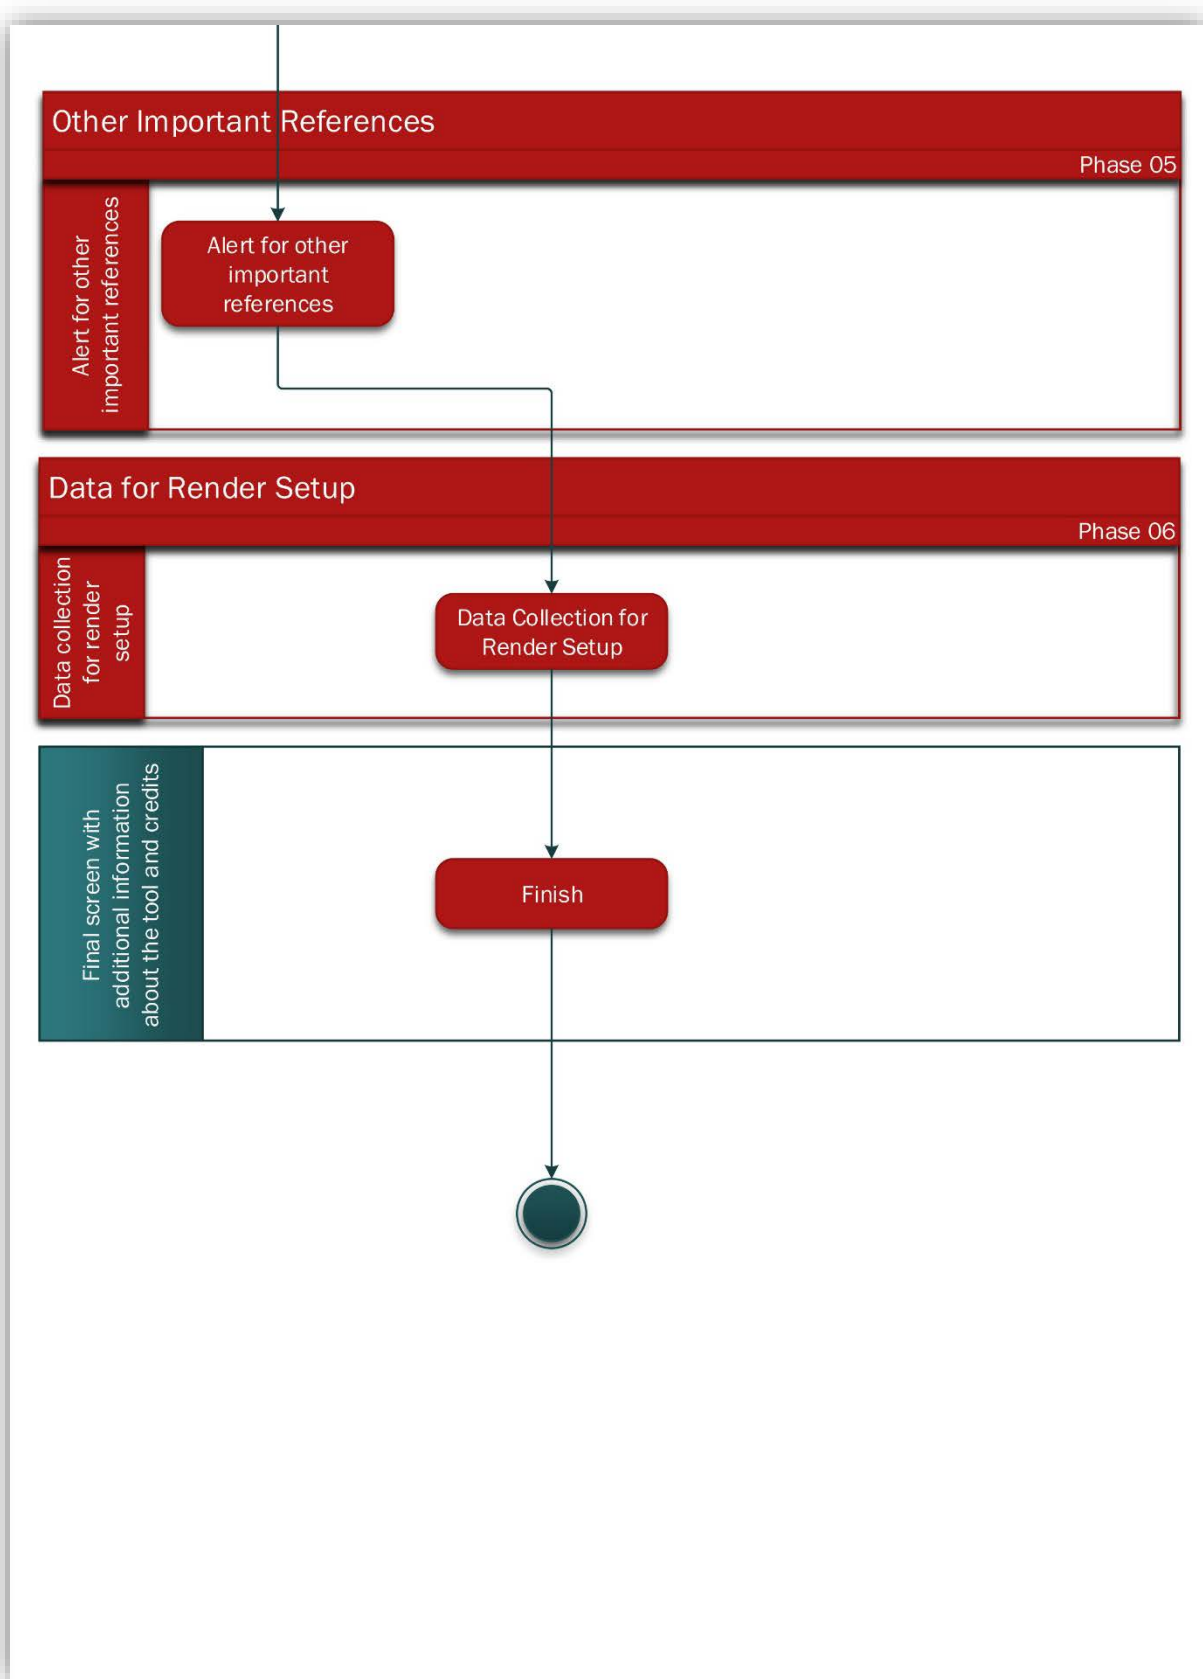 Other Important References
Phase 05
Alert for other
important references
Alert for other
important
references
Data for Render Setup
Phase 06
Data collection
for render
setup
Data Collection for
Render Setup
Final screen with
additional information
about the tool and credits
Finish